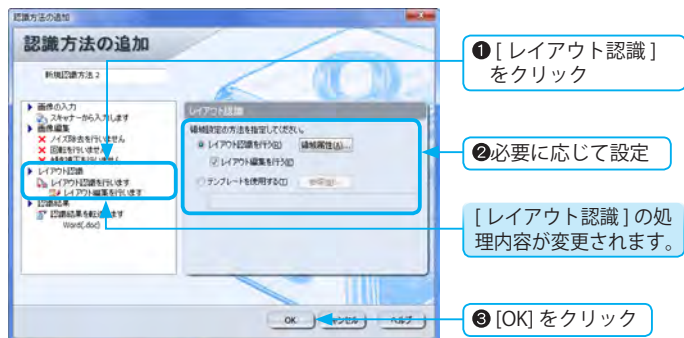 認識方法の追加
認識方法の追加
新規認識方法 2
画像の入力
スキャナーから入力します
画像編集
ノイズ除去を行いません
回転を行いません
傾き補正を行いません
レイアウト認識
レイアウト認識を行います
レイアウト編集を行います
認識結果
認識結果を転送します
Word(.doc)
レイアウト認識
領域設定の方法を指定してください。
レイアウト認識を行う(R) 領域属性(A)...
レイアウト編集を行う(E)
テンプレートを使用する(T)
OK キャンセル ヘルプ
❶ [ レイアウト認識 ]
をクリック
❷必要に応じて設定
[ レイアウト認識 ] の処
理内容が変更されます。
❸ [OK] をクリック